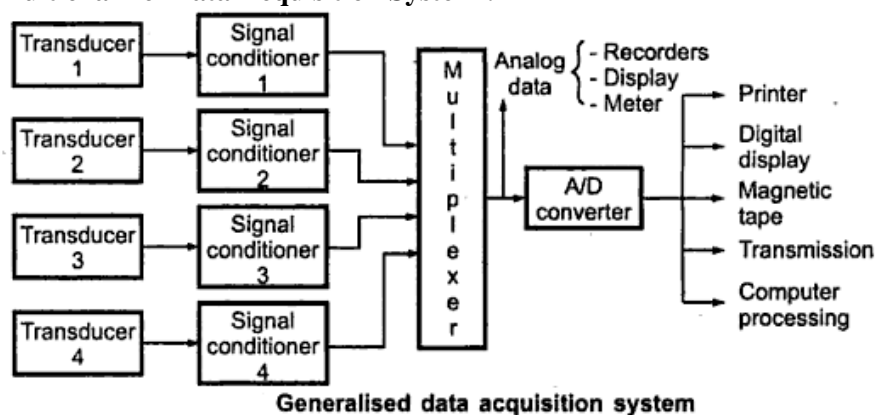 Transducer
1
Signal
conditioner
1
Transducer
2
Signal
conditioner
2
Transducer
3
Signal
conditioner
3
Transducer
4
Signal
conditioner
4
Multiplexer
Analog
data
- Recorders
- Display
- Meter
A/D
converter
Printer
Digital
display
Magnetic
tape
Transmission
Computer
processing
Generalised data acquisition system